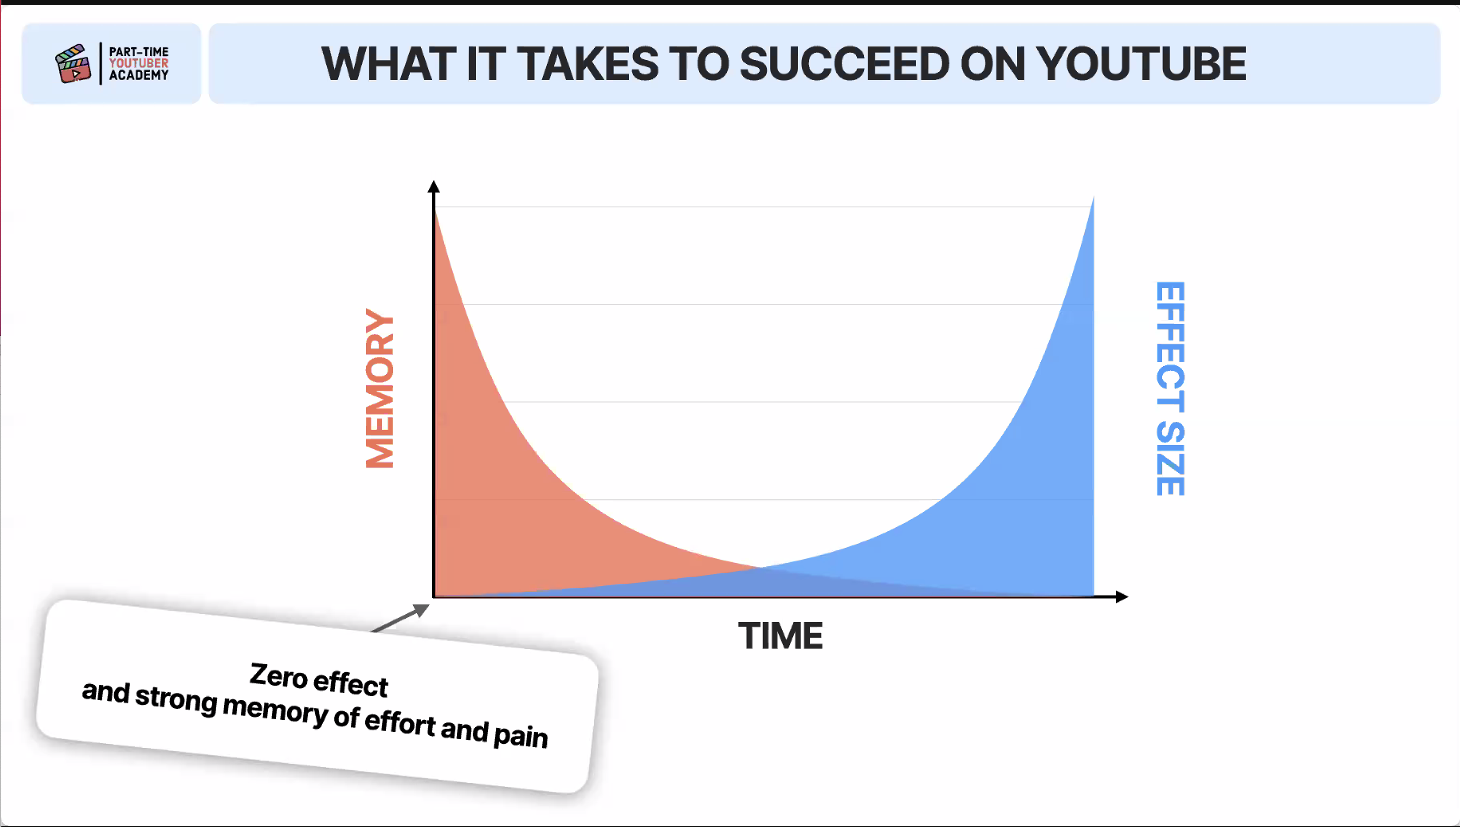 PART-TIME
YOUTUBER
ACADEMY
WHAT IT TAKES TO SUCCEED ON YOUTUBE
MEMORY
EFFECT SIZE
TIME
Zero effect
and strong memory of effort and pain